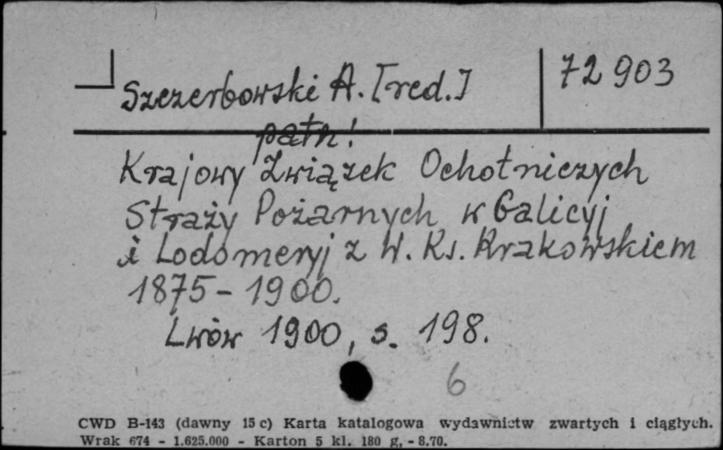 Szczerbowski A. [red.] 72 903
patrz!
Krajowy Związek Ochotniczych
Straży Pożarnych w Galicyj
i Lodomeryj z W. Ks. Krakowskiem
1875 - 1900.
Lwów 1900, s. 198.
6
CWD B-143 (dawny 15 c) Karta katalogowa wydawnictw zwartych i ciągłych.
Wrak 674 - 1.625.000 - Karton 5 kl. 180 g. - 8.70.